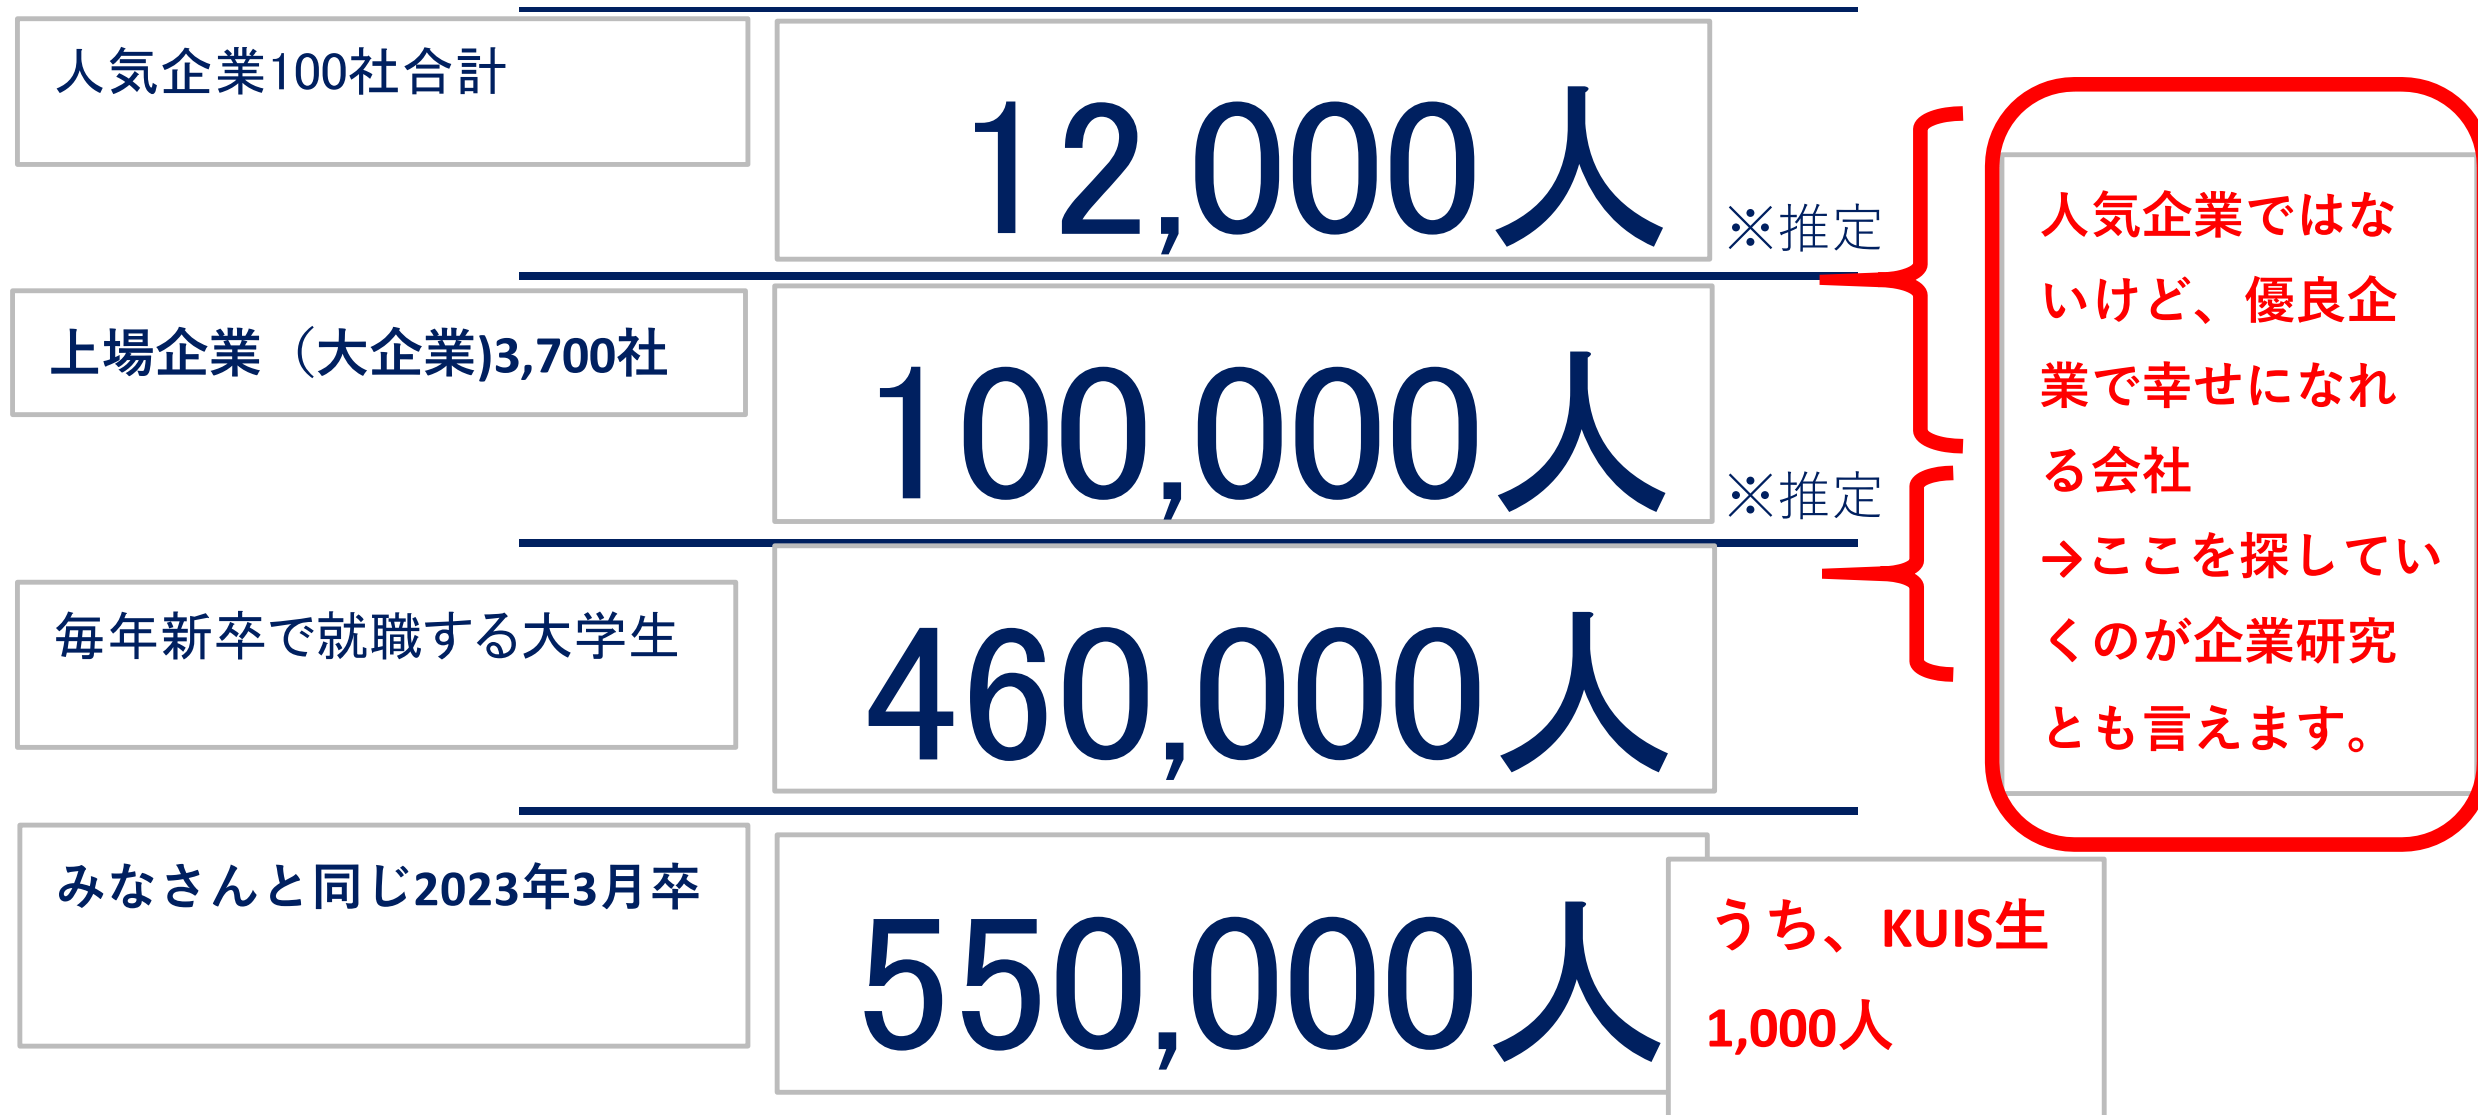 人気企業100社合計
12,000人
※推定
上場企業（大企業)3,700社
100,000人
※推定
毎年新卒で就職する大学生
460,000人
みなさんと同じ2023年3月卒
550,000人
人気企業ではな
いけど、優良企
業で幸せになれ
る会社
→ここを探してい
くのが企業研究
とも言えます。
うち、KUIS生
1,000人